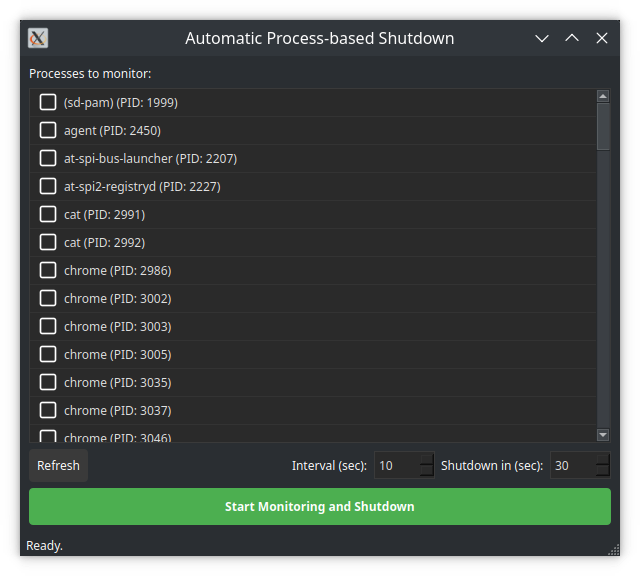 Automatic Process-based Shutdown
Processes to monitor:
(sd-pam) (PID: 1999)
agent (PID: 2450)
at-spi-bus-launcher (PID: 2207)
at-spi2-registryd (PID: 2227)
cat (PID: 2991)
cat (PID: 2992)
chrome (PID: 2986)
chrome (PID: 3002)
chrome (PID: 3003)
chrome (PID: 3005)
chrome (PID: 3035)
chrome (PID: 3037)
chrome (PID: 3046)
Refresh Interval (sec): 10 Shutdown in (sec): 30
Start Monitoring and Shutdown
Ready.